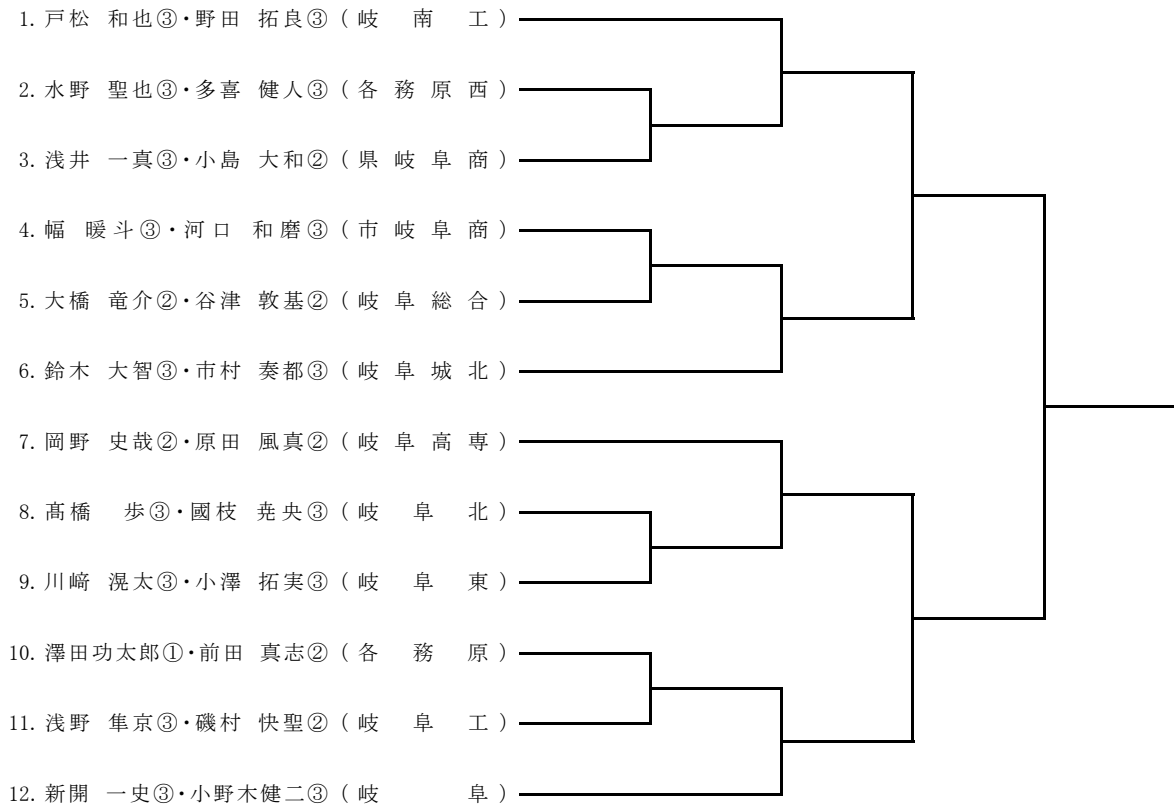 1. 戸松 和也③・野田 拓良③ ( 岐 南 工 )
2. 水野 聖也③・多喜 健人③ ( 各 務 原 西 )
3. 浅井 一真③・小島 大和② ( 県 岐 阜 商 )
4. 幅 暖斗③・河口 和磨③ ( 市 岐 阜 商 )
5. 大橋 竜介②・谷津 敦基② ( 岐 阜 総 合 )
6. 鈴木 大智③・市村 奏都③ ( 岐 阜 城 北 )
7. 岡野 史哉②・原田 風真② ( 岐 阜 高 専 )
8. 髙橋 歩③・國枝 尭央③ ( 岐 阜 北 )
9. 川﨑 滉太③・小澤 拓実③ ( 岐 阜 東 )
10. 澤田功太郎①・前田 真志② ( 各 務 原 )
11. 浅野 隼京③・磯村 快聖② ( 岐 阜 工 )
12. 新開 一史③・小野木健二③ ( 岐 阜 )